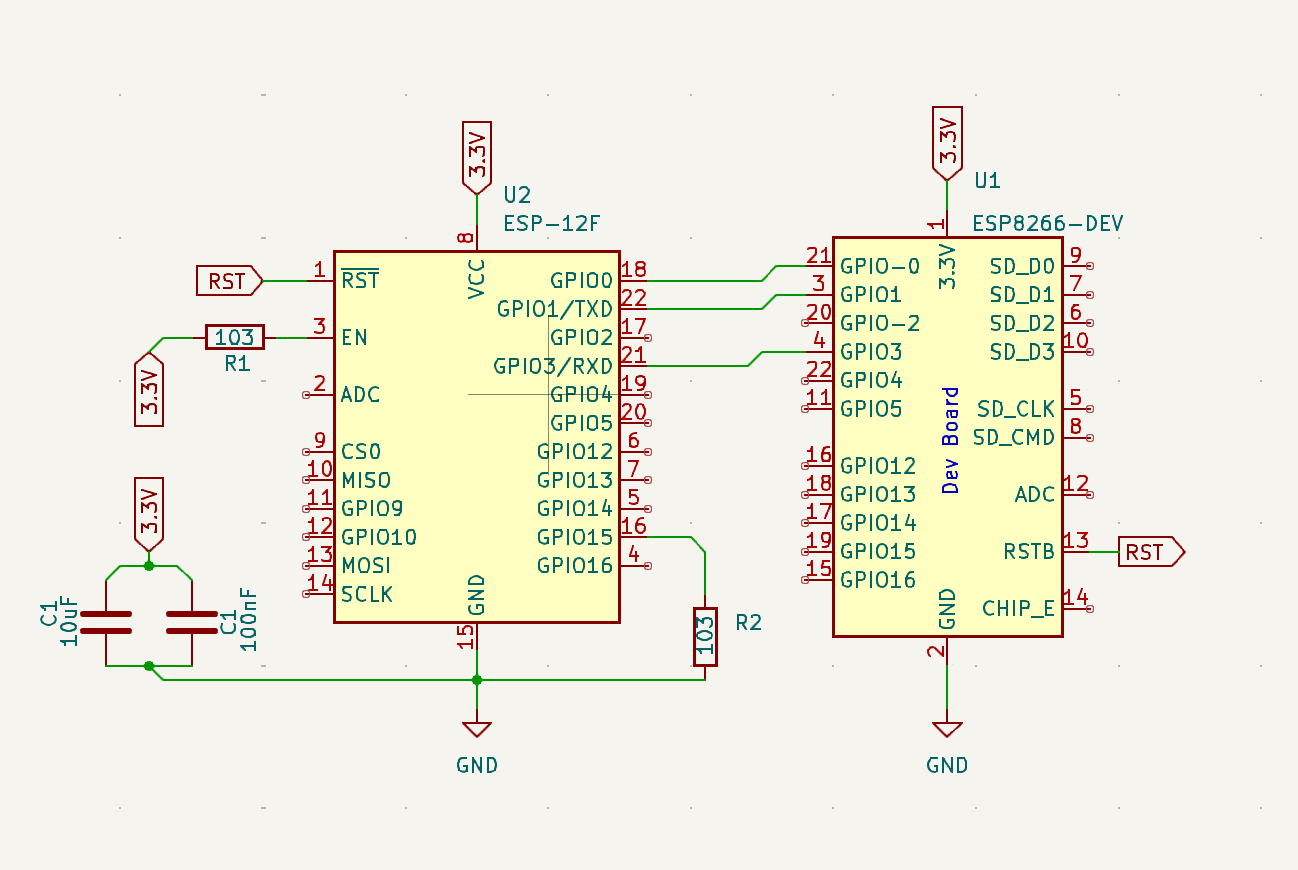 3.3V
U2
ESP-12F
8
VCC
RST
1
RST
103
R1
3
EN
3.3V
2
ADC
9
CS0
10
MISO
11
GPIO9
12
GPIO10
13
MOSI
14
SCLK
GPIO0
18
GPIO1/TXD
22
GPIO2
17
GPIO3/RXD
21
GPIO4
19
GPIO5
20
GPIO12
6
GPIO13
7
GPIO14
5
GPIO15
16
GPIO16
4
GND
15
3.3V
C1
10uF
C1
100nF
103
R2
GND
3.3V
U1
ESP8266-DEV
1
3.3V
21
GPIO-0
3
GPIO1
20
GPIO-2
4
GPIO3
22
GPIO4
11
GPIO5
16
GPIO12
18
GPIO13
17
GPIO14
19
GPIO15
15
GPIO16
Dev Board
SD_D0
9
SD_D1
7
SD_D2
6
SD_D3
10
SD_CLK
5
SD_CMD
8
ADC
12
RSTB
13
RST
CHIP_E
14
GND
2
GND